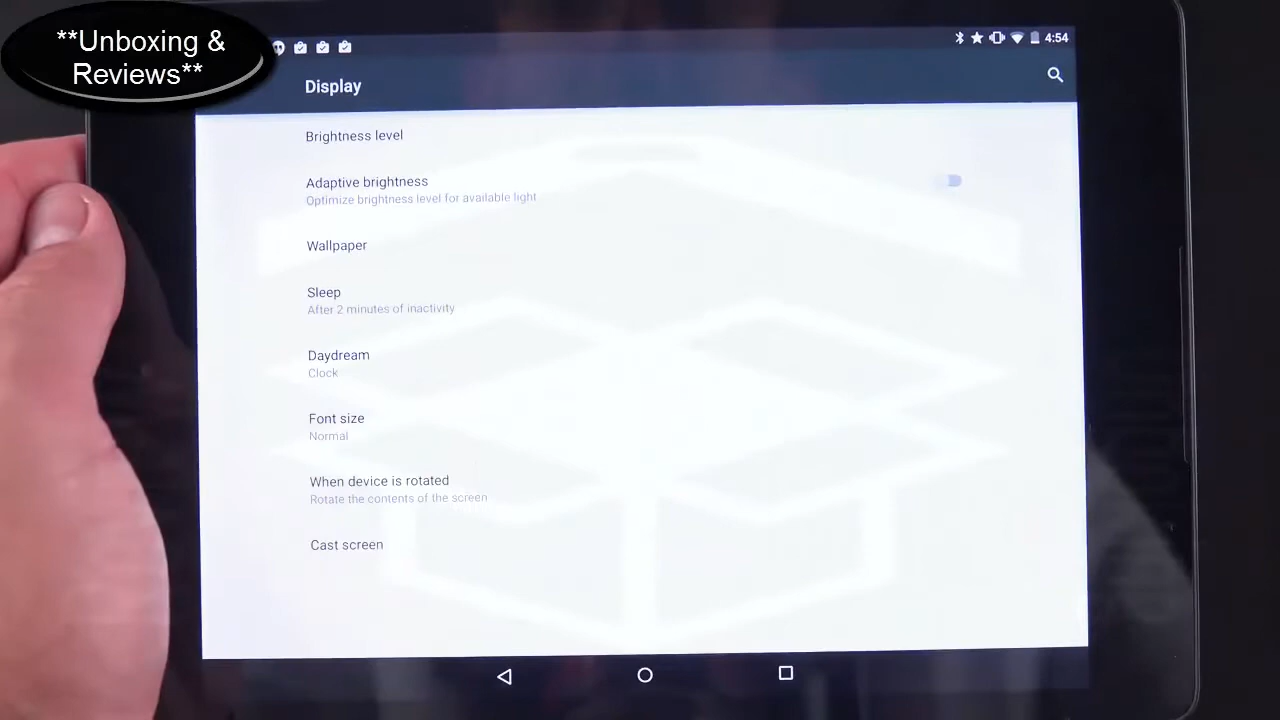 **Unboxing &
Reviews**
4:54
Display
Brightness level
Adaptive brightness
Optimize brightness level for available light
Wallpaper
Sleep
After 2 minutes of inactivity
Daydream
Clock
Font size
Normal
When device is rotated
Rotate the contents of the screen
Cast screen